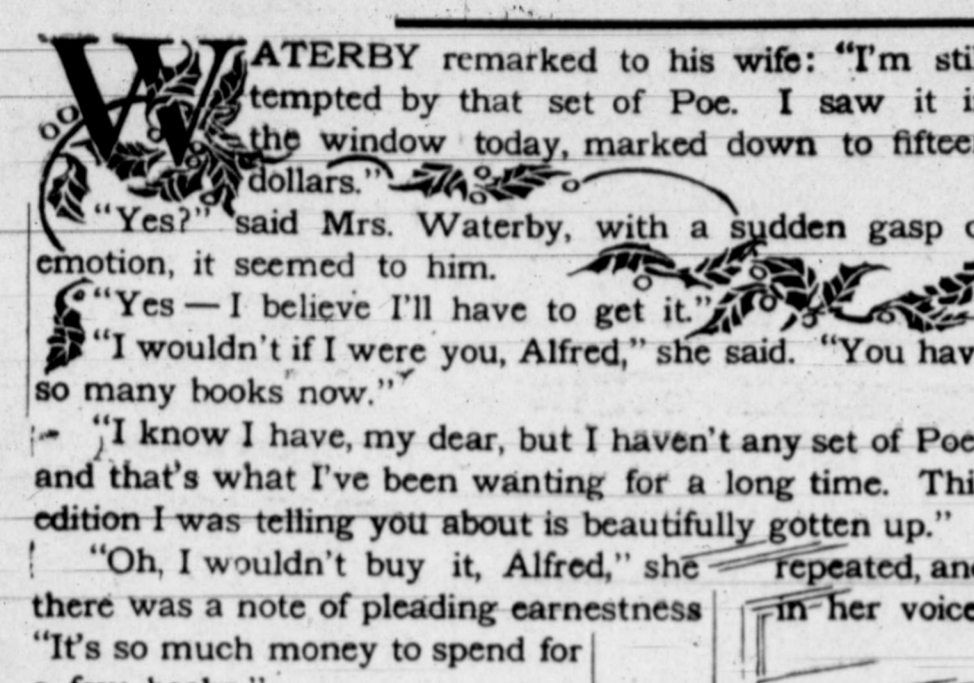 WATERBY remarked to his wife: “I'm sti
tempted by that set of Poe. I saw it i
the window today, marked down to fiftee
dollars.”
“Yes?” said Mrs. Waterby, with a sudden gasp o
emotion, it seemed to him.
“Yes — I believe I'll have to get it.”
“I wouldn't if I were you, Alfred,” she said. “You hav
so many books now.”
“I know I have, my dear, but I haven't any set of Poe
and that's what I've been wanting for a long time. Thi
edition I was telling you about is beautifully gotten up.”
“Oh, I wouldn't buy it, Alfred,” she repeated, an
there was a note of pleading earnestness in her voice
“It's so much money to spend for
a few books.”